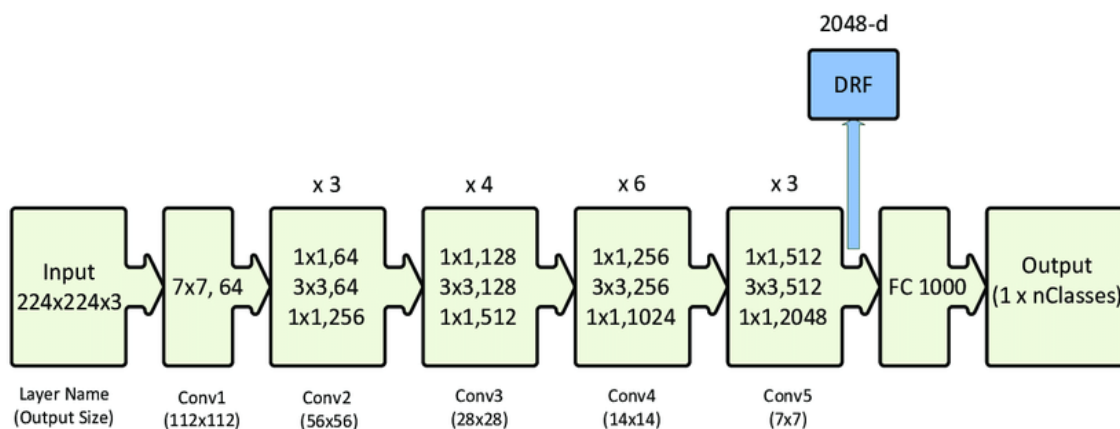 2048-d
DRF
x 3
x 4
x 6
x 3
Input
224x224x3
7x7, 64
1x1,64
3x3,64
1x1,256
1x1,128
3x3,128
1x1,512
1x1,256
3x3,256
1x1,1024
1x1,512
3x3,512
1x1,2048
FC 1000
Output
(1 x nClasses)
Layer Name
(Output Size)
Conv1
(112x112)
Conv2
(56x56)
Conv3
(28x28)
Conv4
(14x14)
Conv5
(7x7)